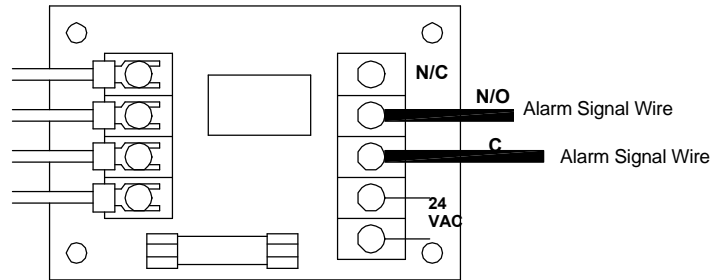 N/C
N/O
Alarm Signal Wire
C
Alarm Signal Wire
24
VAC